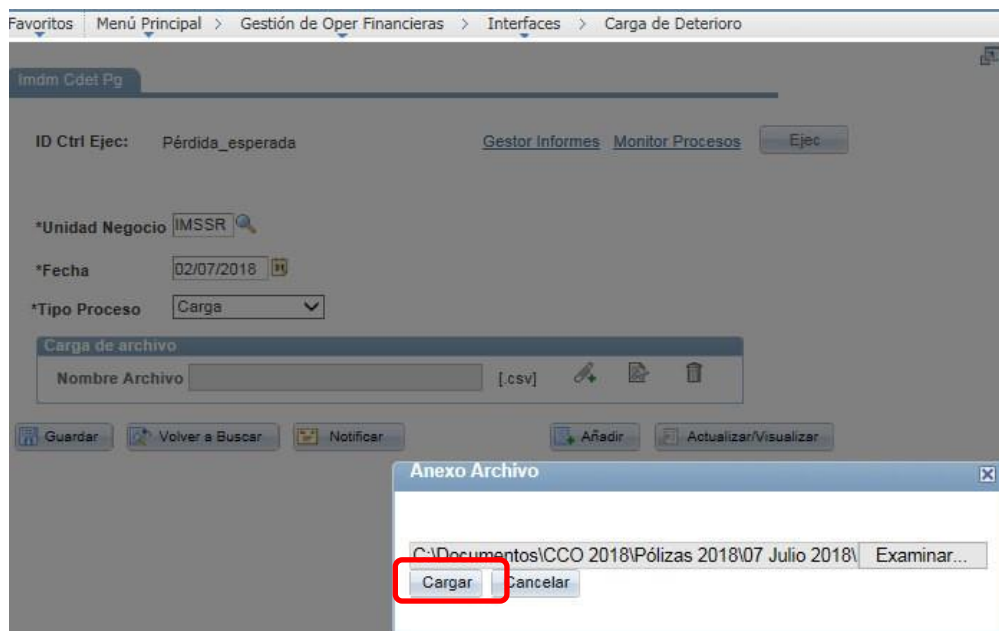 Favoritos Menú Principal > Gestión de Oper Financieras > Interfaces > Carga de Deterioro
Imdm Cdet Pg
ID Ctrl Ejec: Pérdida_esperada Gestor Informes Monitor Procesos Ejec
*Unidad Negocio IMSSR
*Fecha 02/07/2018 31
*Tipo Proceso Carga
Carga de archivo
Nombre Archivo [.csv]
Guardar Volver a Buscar Notificar Añadir Actualizar/Visualizar
Anexo Archivo
C:\Documentos\CCO 2018\Pólizas 2018\07 Julio 2018\ Examinar...
Cargar Cancelar